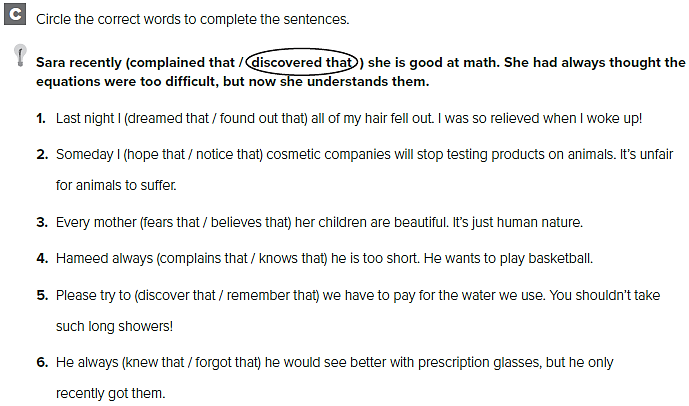 C Circle the correct words to complete the sentences.
Sara recently (complained that / discovered that) she is good at math. She had always thought the
equations were too difficult, but now she understands them.
1. Last night I (dreamed that / found out that) all of my hair fell out. I was so relieved when I woke up!
2. Someday I (hope that / notice that) cosmetic companies will stop testing products on animals. It's unfair
for animals to suffer.
3. Every mother (fears that / believes that) her children are beautiful. It's just human nature.
4. Hameed always (complains that / knows that) he is too short. He wants to play basketball.
5. Please try to (discover that / remember that) we have to pay for the water we use. You shouldn't take
such long showers!
6. He always (knew that / forgot that) he would see better with prescription glasses, but he only
recently got them.